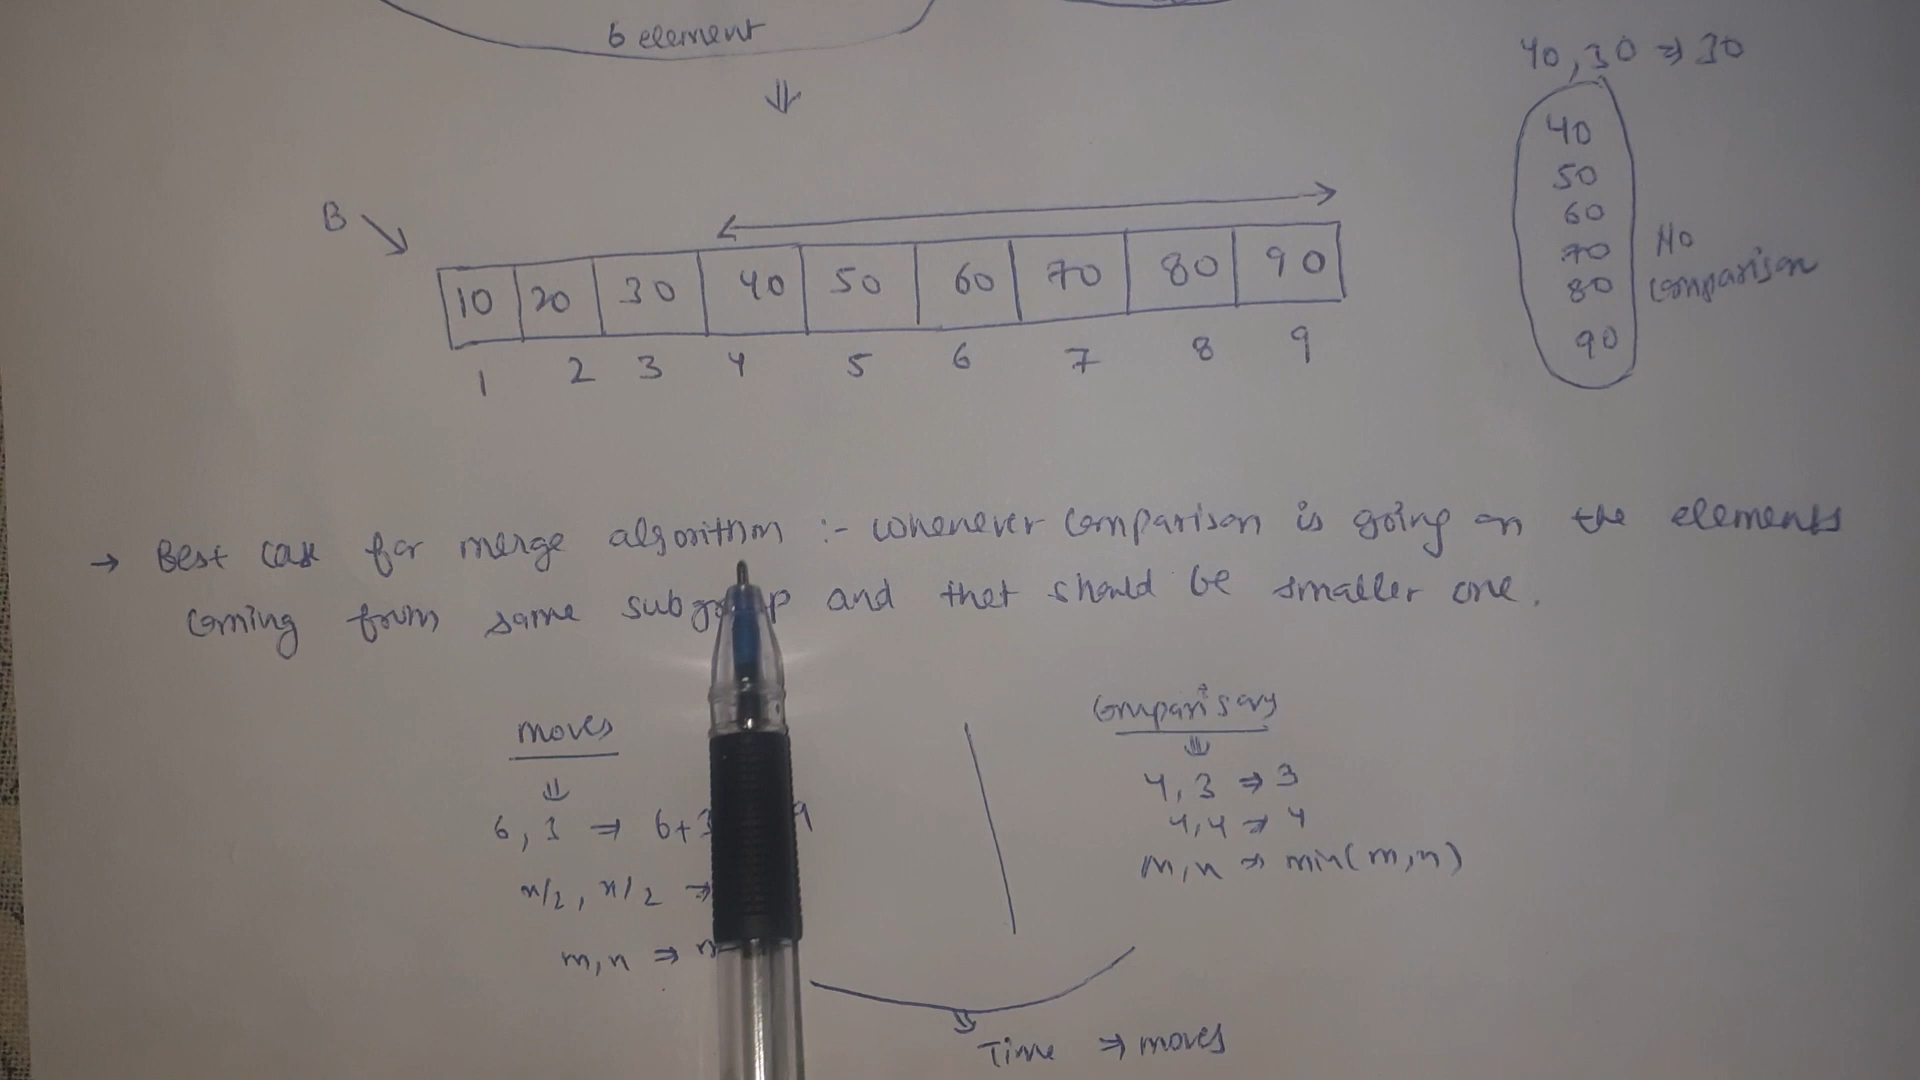 6 element
⇓
40, 30 ⇒ 30
40
50
60
70
80
90
No
comparison
B
10 20 30 40 50 60 70 80 90
1 2 3 4 5 6 7 8 9
→ Best case for merge algorithm :- whenever comparison is going on the elements
coming from same subgroup and that should be smaller one.
moves
⇓
6, 3 ⇒ 6+3 9
n/2, n/2 ⇒
m,n ⇒
comparisons
⇓
4, 3 ⇒ 3
4,4 ⇒ 4
m,n ⇒ min(m,n)
Time ⇒ moves